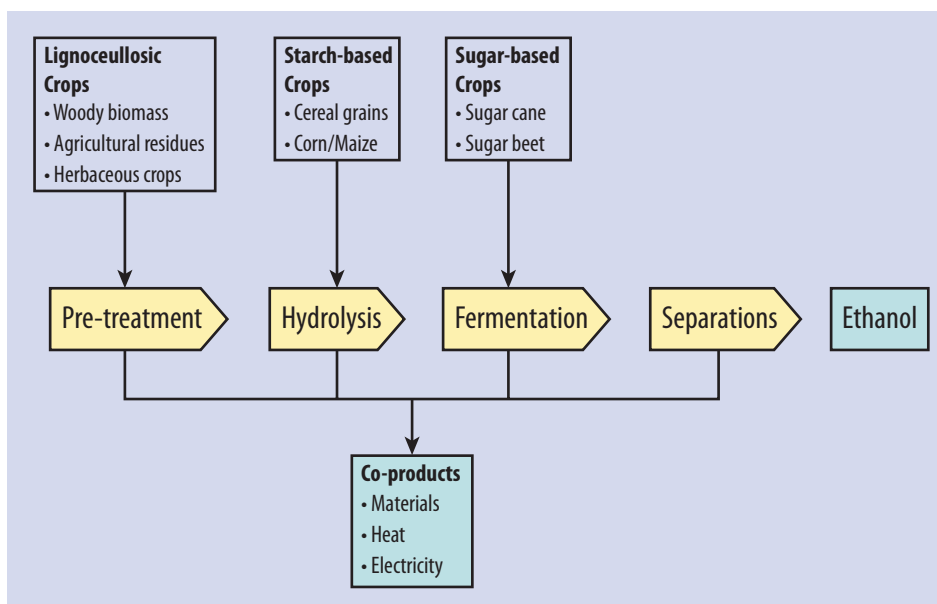 Lignoceullosic
Crops
• Woody biomass
• Agricultural residues
• Herbaceous crops
Starch-based
Crops
• Cereal grains
• Corn/Maize
Sugar-based
Crops
• Sugar cane
• Sugar beet
Pre-treatment
Hydrolysis
Fermentation
Separations
Ethanol
Co-products
• Materials
• Heat
• Electricity